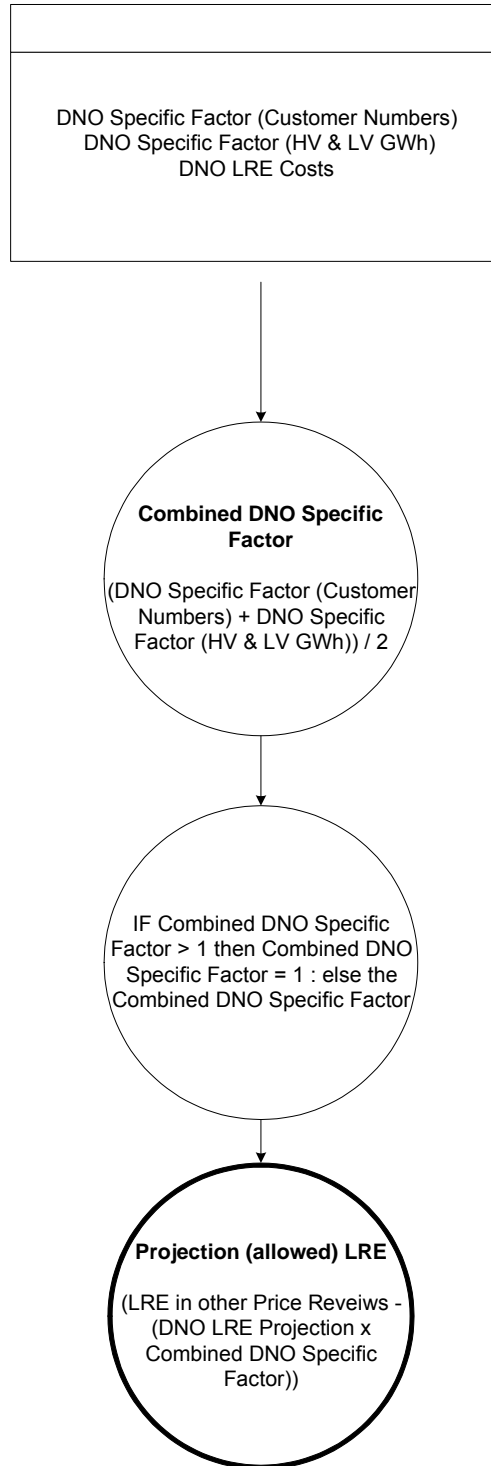 DNO Specific Factor (Customer Numbers)
DNO Specific Factor (HV & LV GWh)
DNO LRE Costs
Combined DNO Specific
Factor
(DNO Specific Factor (Customer
Numbers) + DNO Specific
Factor (HV & LV GWh)) / 2
IF Combined DNO Specific
Factor > 1 then Combined DNO
Specific Factor = 1 : else the
Combined DNO Specific Factor
Projection (allowed) LRE
(LRE in other Price Reveiws -
(DNO LRE Projection x
Combined DNO Specific
Factor))